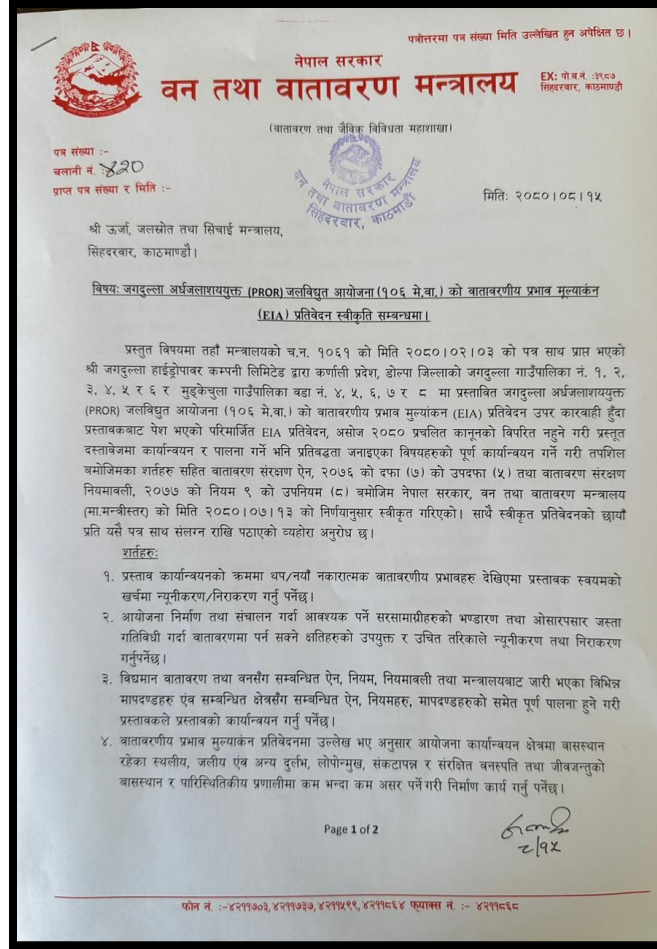 पत्रोत्तरमा पत्र संख्या मिति उल्लेखित हुन अपेक्षित छ।
नेपाल सरकार
वन तथा वातावरण मन्त्रालय
EX: पो.ब.नं. :३९८७
सिंहदरबार, काठमाण्डौ
(वातावरण तथा जैविक विविधता महाशाखा)
पत्र संख्या :-
चलानी नं. :४२०
प्राप्त पत्र संख्या र मिति :-
नेपाल सरकार
वन तथा वातावरण मन्त्रालय
सिंहदरबार, काठमाडौं
मितिः २०८०।०८।१५
श्री ऊर्जा, जलस्रोत तथा सिंचाई मन्त्रालय,
सिंहदरबार, काठमाण्डौ।
विषयः जगदुल्ला अर्धजलाशययुक्त (PROR) जलविद्युत आयोजना (१०६ मे.वा.) को वातावरणीय प्रभाव मूल्याकंन
(EIA) प्रतिवेदन स्वीकृति सम्बन्धमा।
प्रस्तुत विषयमा तहाँ मन्त्रालयको च.न. १०६१ को मिति २०८०।०२।०३ को पत्र साथ प्राप्त भएको
श्री जगदुल्ला हाईड्रोपावर कम्पनी लिमिटेड द्वारा कर्णाली प्रदेश, डोल्पा जिल्लाको जगदुल्ला गाउँपालिका नं. १, २,
३, ४, ५ र ६ र मुड्केचुला गाउँपालिका वडा नं. ४, ५, ६, ७ र ८ मा प्रस्तावित जगदुल्ला अर्धजलाशययुक्त
(PROR) जलविद्युत आयोजना (१०६ मे.वा.) को वातावरणीय प्रभाव मुल्यांकन (EIA) प्रतिवेदन उपर कारवाही हुँदा
प्रस्तावकबाट पेश भएको परिमार्जित EIA प्रतिवेदन, असोज २०८० प्रचलित कानूनको विपरित नहुने गरी प्रस्तूत
दस्तावेजमा कार्यान्वयन र पालना गर्ने भनि प्रतिबद्धता जनाइएका विषयहरुको पूर्ण कार्यान्वयन गर्ने गरी तपशिल
बमोजिमका शर्तहरु सहित वातावरण संरक्षण ऐन, २०७६ को दफा (७) को उपदफा (५) तथा वातावरण संरक्षण
नियमावली, २०७७ को नियम ९ को उपनियम (८) बमोजिम नेपाल सरकार, वन तथा वातावरण मन्त्रालय
(मा.मन्त्रीस्तर) को मिति २०८०।०७।१३ को निर्णयानुसार स्वीकृत गरिएको। साथै स्वीकृत प्रतिवेदनको छायाँ
प्रति यसै पत्र साथ संलग्न राखि पठाएको व्यहोरा अनुरोध छ।
शर्तहरुः
१. प्रस्ताव कार्यान्वयनको क्रममा थप/नयाँ नकारात्मक वातावरणीय प्रभावहरु देखिएमा प्रस्तावक स्वयमको
खर्चमा न्यूनीकरण/निराकरण गर्नु पर्नेछ।
२. आयोजना निर्माण तथा संचालन गर्दा आवश्यक पर्ने सरसामाग्रीहरुको भण्डारण तथा ओसारपसार जस्ता
गतिविधी गर्दा वातावरणमा पर्न सक्ने क्षतिहरुको उपयुक्त र उचित तरिकाले न्यूनीकरण तथा निराकरण
गर्नुपर्नेछ।
३. विद्यमान वातावरण तथा वनसँग सम्बन्धित ऐन, नियम, नियमावली तथा मन्त्रालयबाट जारी भएका विभिन्न
मापदण्डहरु एंव सम्बन्धित क्षेत्रसँग सम्बन्धित ऐन, नियमहरु, मापदण्डहरुको समेत पूर्ण पालना हुने गरी
प्रस्तावकले प्रस्तावको कार्यान्वयन गर्नु पर्नेछ।
४. वातावरणीय प्रभाव मुल्याकंन प्रतिवेदनमा उल्लेख भए अनुसार आयोजना कार्यान्वयन क्षेत्रमा वासस्थान
रहेका स्थलीय, जलीय एंव अन्य दुर्लभ, लोपोन्मुख, संकटापन्न र संरक्षित वनस्पति तथा जीवजन्तुको
बासस्थान र पारिस्थितिकीय प्रणालीमा कम भन्दा कम असर पर्ने गरी निर्माण कार्य गर्नु पर्नेछ।
Page 1 of 2
८/१५
फोन नं. :-४२११७०३, ४२११७३७, ४२११५९९, ४२११८६४ फ्याक्स नं. :- ४२११८६८